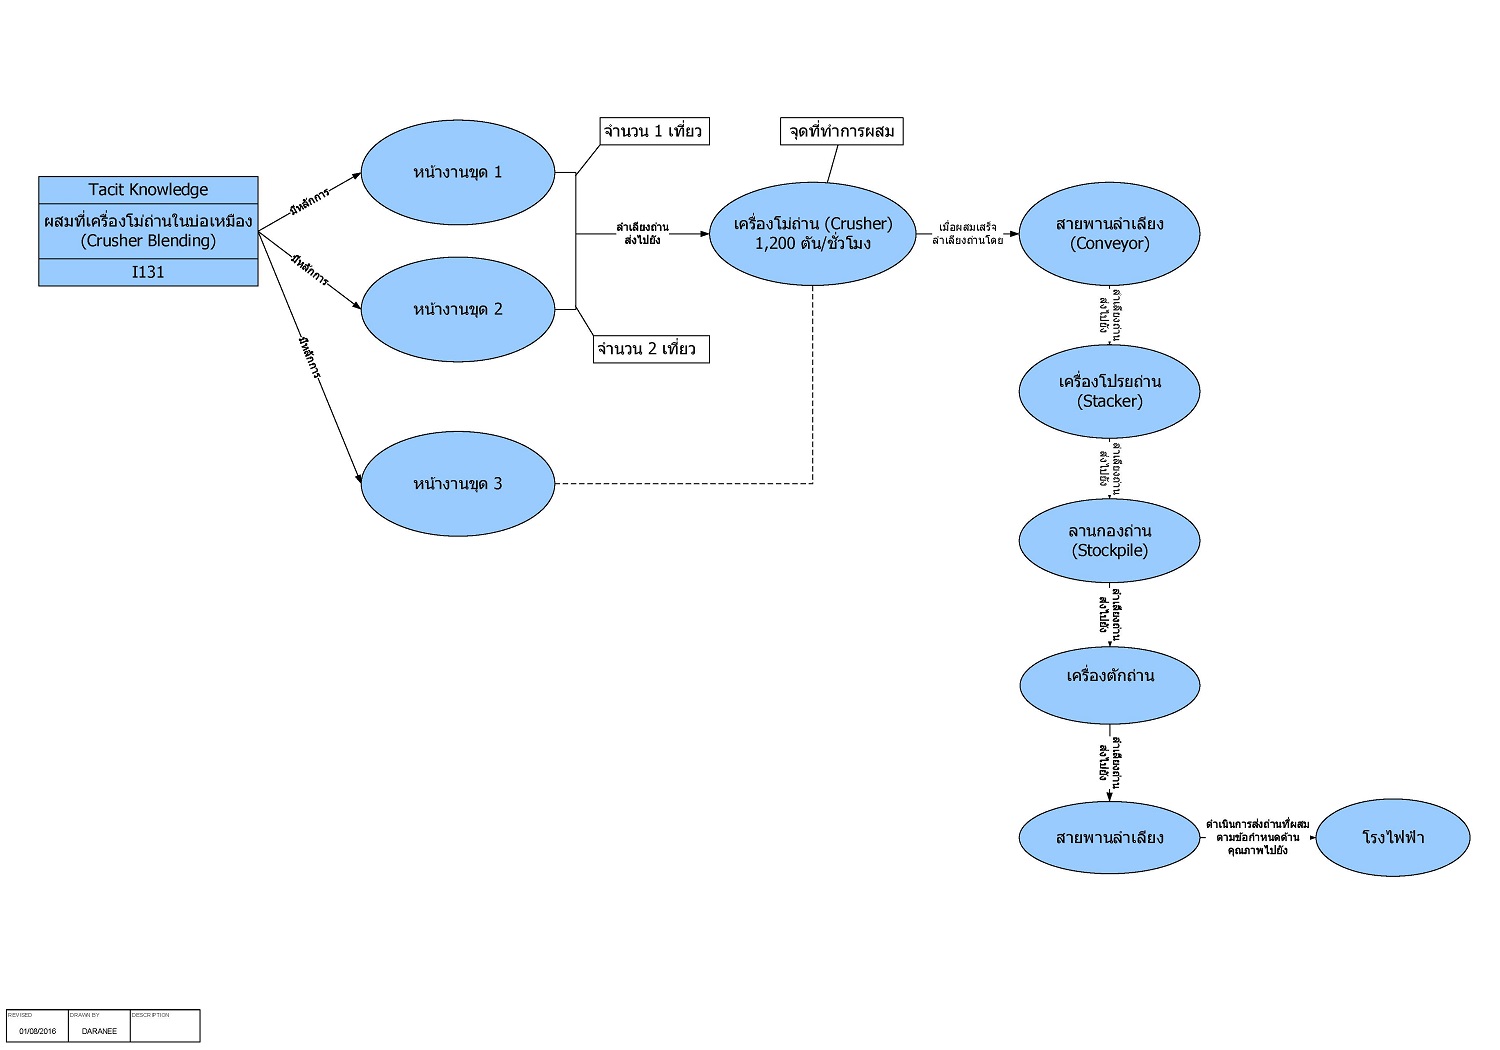 จำนวน 1 เที่ยว
จุดที่ทำการผสม
Tacit Knowledge
ผสมที่เครื่องโม่ถ่านในบ่อเหมือง
(Crusher Blending)
I131
มีหลักการ
มีหลักการ
มีหลักการ
หน้างานขุด 1
หน้างานขุด 2
หน้างานขุด 3
ลำเลียงถ่าน
ส่งไปยัง
จำนวน 2 เที่ยว
เครื่องโม่ถ่าน (Crusher)
1,200 ตัน/ชั่วโมง
เมื่อผสมเสร็จ
ลำเลียงถ่านโดย
สายพานลำเลียง
(Conveyor)
ลำเลียงถ่าน
ส่งไปยัง
เครื่องโปรยถ่าน
(Stacker)
ลำเลียงถ่าน
ส่งไปยัง
ลานกองถ่าน
(Stockpile)
ลำเลียงถ่าน
ส่งไปยัง
เครื่องตักถ่าน
ลำเลียงถ่าน
ส่งไปยัง
สายพานลำเลียง
ดำเนินการส่งถ่านที่ผสม
ตามข้อกำหนดด้าน
คุณภาพไปยัง
โรงไฟฟ้า
REVISED
01/08/2016
DRAWN BY
DARANEE
DESCRIPTION